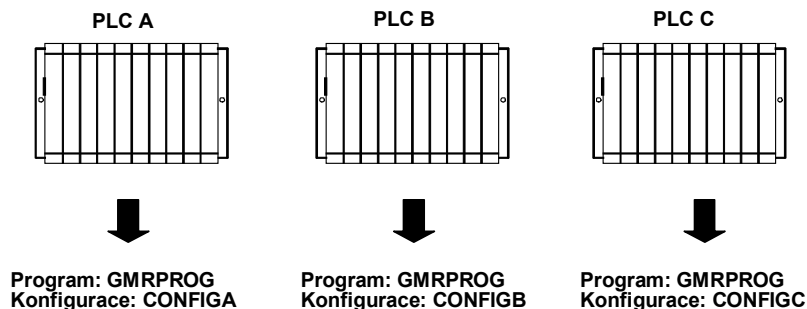 PLC A
PLC B
PLC C
Program: GMRPROG
Konfigurace: CONFIGA
Program: GMRPROG
Konfigurace: CONFIGB
Program: GMRPROG
Konfigurace: CONFIGC